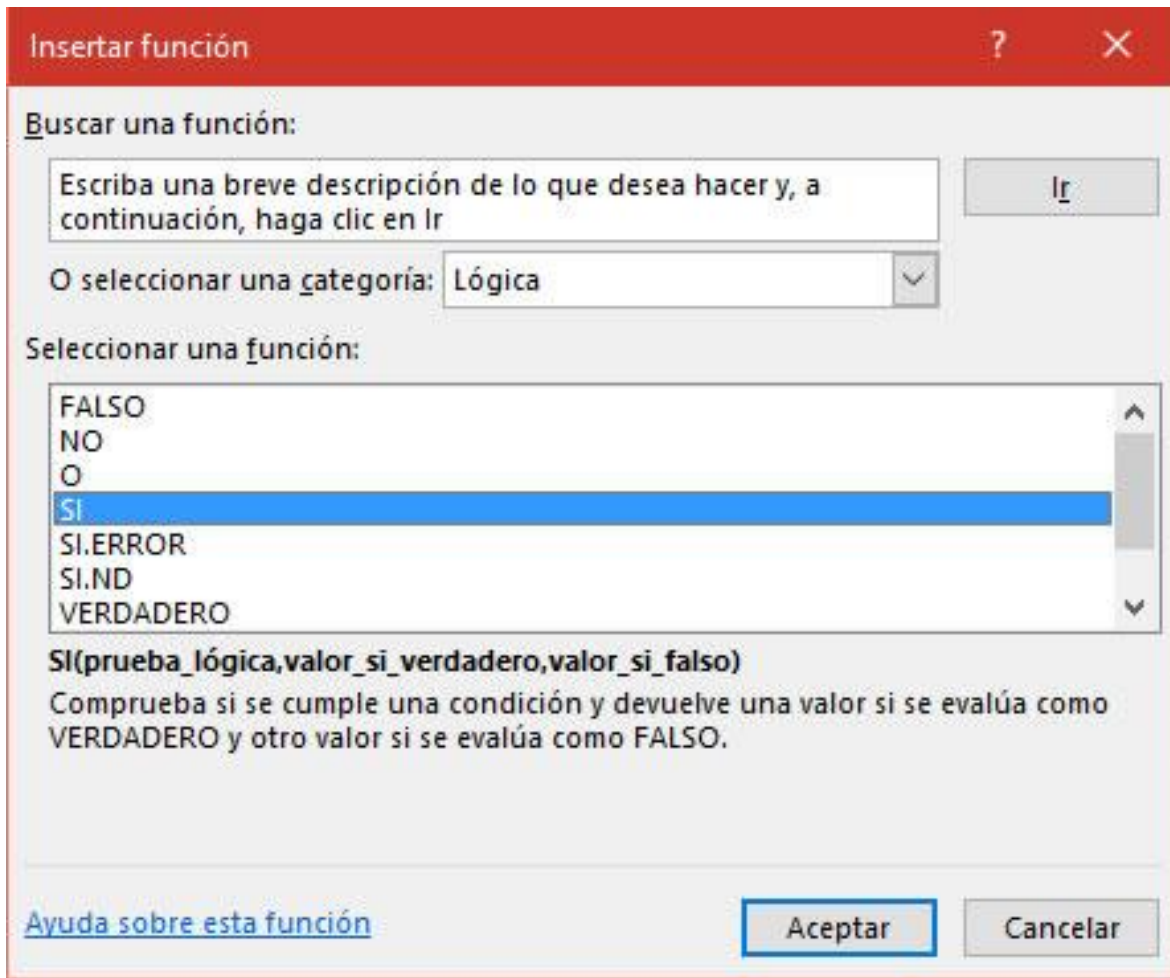 Insertar función
?
Buscar una función:
Escriba una breve descripción de lo que desea hacer y, a
continuación, haga clic en Ir
Ir
O seleccionar una categoría: Lógica
Seleccionar una función:
FALSO
NO
O
SI
SI.ERROR
SI.ND
VERDADERO
SI(prueba_lógica,valor_si_verdadero,valor_si_falso)
Comprueba si se cumple una condición y devuelve una valor si se evalúa como
VERDADERO y otro valor si se evalúa como FALSO.
Ayuda sobre esta función
Aceptar
Cancelar